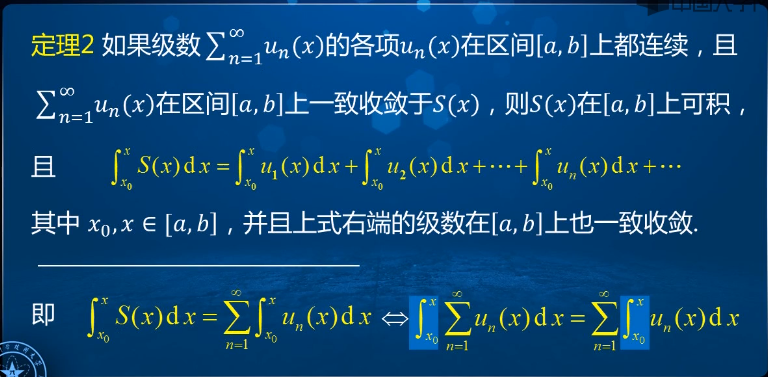 定理2 如果级数 $\sum_{n=1}^{\infty} u_n(x)$的各项$u_n(x)$在区间$[a, b]$上都连续，且
$\sum_{n=1}^{\infty} u_n(x)$在区间$[a, b]$上一致收敛于$S(x)$，则$S(x)$在$[a, b]$上可积，
且 $\int_{x_0}^{x} S(x)\mathrm{d}x = \int_{x_0}^{x} u_1(x)\mathrm{d}x + \int_{x_0}^{x} u_2(x)\mathrm{d}x + \cdots + \int_{x_0}^{x} u_n(x)\mathrm{d}x + \cdots$
其中 $x_0, x \in [a, b]$，并且上式右端的级数在$[a, b]$上也一致收敛.
即 $\int_{x_0}^{x} S(x)\mathrm{d}x = \sum_{n=1}^{\infty} \int_{x_0}^{x} u_n(x)\mathrm{d}x \Leftrightarrow \int_{x_0}^{x} \sum_{n=1}^{\infty} u_n(x)\mathrm{d}x = \sum_{n=1}^{\infty} \int_{x_0}^{x} u_n(x)\mathrm{d}x$